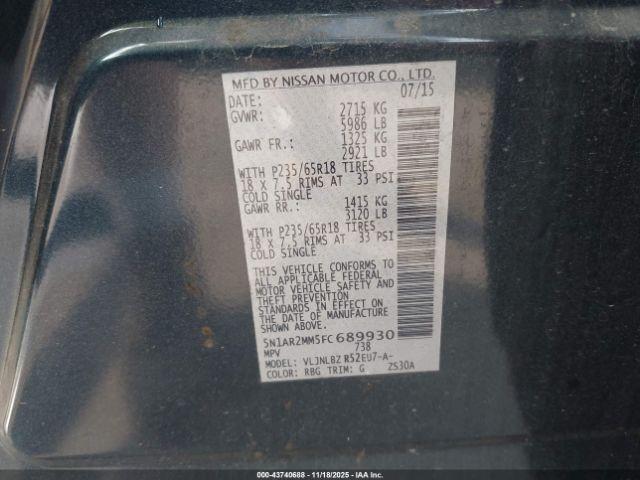 MFD BY NISSAN MOTOR CO., LTD.
DATE: 07/15
GVWR: 2715 KG
5986 LB
GAWR FR.: 1325 KG
2921 LB
WITH P235/65R18 TIRES
18 X 7.5 RIMS AT 33 PSI
COLD SINGLE
GAWR RR.: 1415 KG
3120 LB
WITH P235/65R18 TIRES
18 X 7.5 RIMS AT 33 PSI
COLD SINGLE
THIS VEHICLE CONFORMS TO
ALL APPLICABLE FEDERAL
MOTOR VEHICLE SAFETY AND
THEFT PREVENTION
STANDARDS IN EFFECT ON
THE DATE OF MANUFACTURE
SHOWN ABOVE.
5N1AR2MM5FC689930
MPV 738
VLJNLBZ R52EU7-A-
COLOR: RBG TRIM: G ZS30A
000-43740688 - 11/18/2025 - IAAI.COM